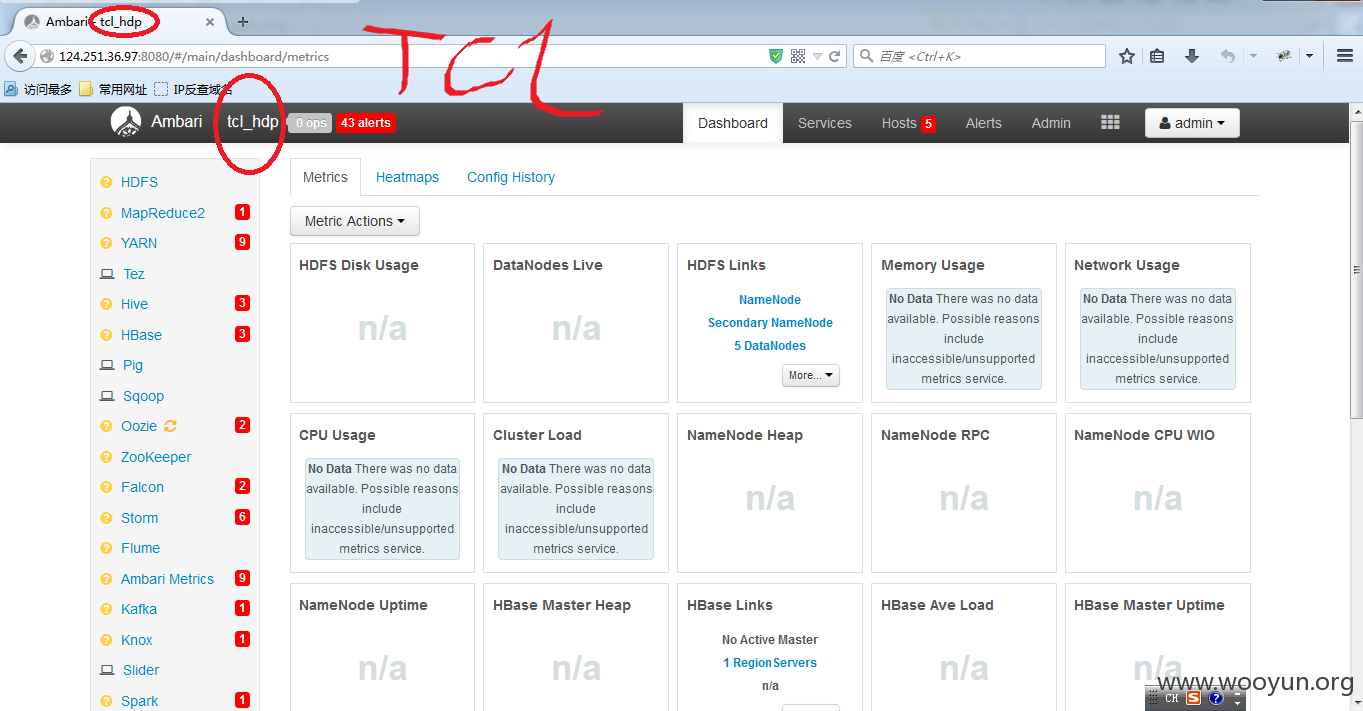 Ambari - tcl_hdp
124.251.36.97:8080/#/main/dashboard/metrics
百度 <Ctrl+K>
TCL
访问最多 常用网址 IP反查域名
Ambari tcl_hdp 0 ops 43 alerts Dashboard Services Hosts 5 Alerts Admin admin
Metrics Heatmaps Config History
Metric Actions
HDFS
MapReduce2 1
YARN 9
Tez
Hive 3
HBase 3
Pig
Sqoop
Oozie 2
ZooKeeper
Falcon 2
Storm 6
Flume
Ambari Metrics 9
Kafka 1
Knox 1
Slider
Spark 1
HDFS Disk Usage
n/a
DataNodes Live
n/a
HDFS Links
NameNode
Secondary NameNode
5 DataNodes
More...
Memory Usage
No Data There was no data
available. Possible reasons
include
inaccessible/unsupported
metrics service.
Network Usage
No Data There was no data
available. Possible reasons
include
inaccessible/unsupported
metrics service.
CPU Usage
No Data There was no data
available. Possible reasons
include
inaccessible/unsupported
metrics service.
Cluster Load
No Data There was no data
available. Possible reasons
include
inaccessible/unsupported
metrics service.
NameNode Heap
n/a
NameNode RPC
n/a
NameNode CPU WIO
n/a
NameNode Uptime
n/a
HBase Master Heap
n/a
HBase Links
No Active Master
1 RegionServers
n/a
HBase Ave Load
n/a
HBase Master Uptime
n/a
www.wooyun.org
CH